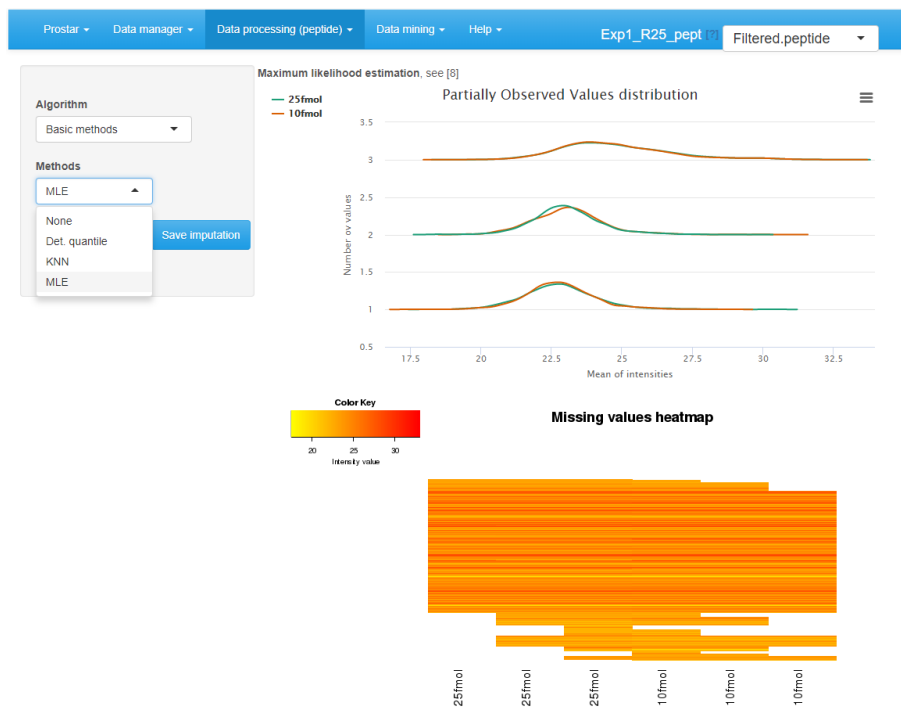 Prostar Data manager Data processing (peptide) Data mining Help Exp1_R25_pept [?] Filtered.peptide
Maximum likelihood estimation, see [8]
Algorithm
Basic methods
Methods
MLE
None
Det. quantile
KNN
MLE
Save imputation
Partially Observed Values distribution
25fmol
10fmol
Number ov values
3.5
3
2.5
2
1.5
1
0.5
17.5 20 22.5 25 27.5 30 32.5
Mean of intensities
Color Key
20 25 30
Intensity value
Missing values heatmap
25fmol
25fmol
25fmol
10fmol
10fmol
10fmol